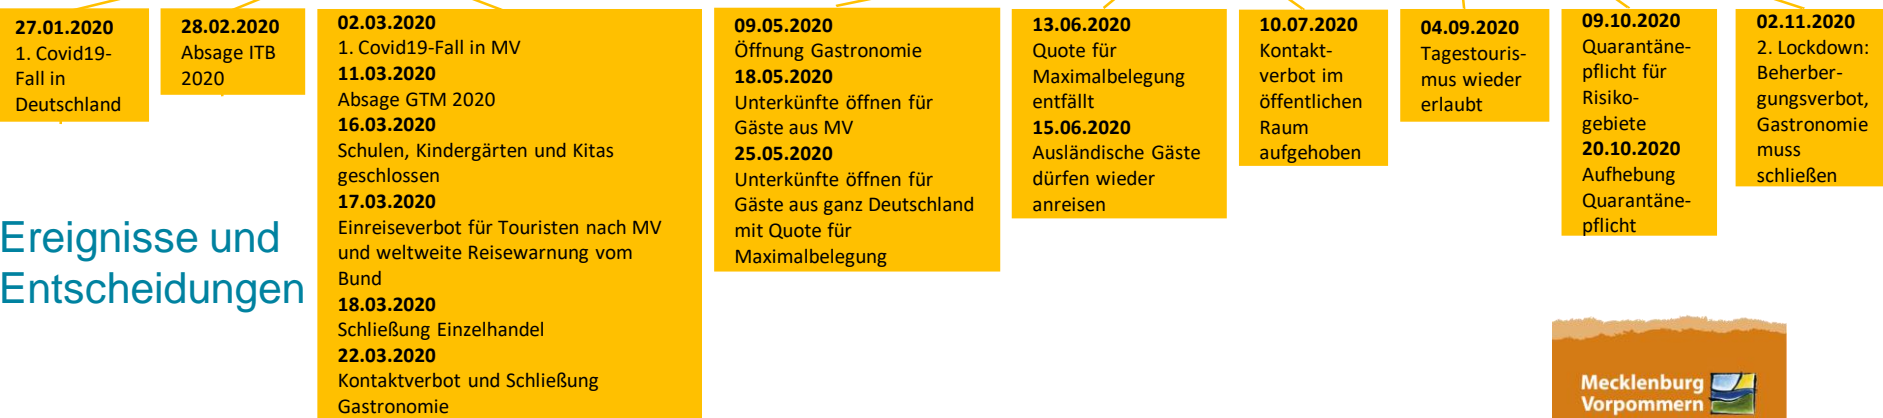 27.01.2020
1. Covid19-
Fall in
Deutschland
28.02.2020
Absage ITB
2020
02.03.2020
1. Covid19-Fall in MV
11.03.2020
Absage GTM 2020
16.03.2020
Schulen, Kindergärten und Kitas
geschlossen
17.03.2020
Einreiseverbot für Touristen nach MV
und weltweite Reisewarnung vom
Bund
18.03.2020
Schließung Einzelhandel
22.03.2020
Kontaktverbot und Schließung
Gastronomie
09.05.2020
Öffnung Gastronomie
18.05.2020
Unterkünfte öffnen für
Gäste aus MV
25.05.2020
Unterkünfte öffnen für
Gäste aus ganz Deutschland
mit Quote für
Maximalbelegung
13.06.2020
Quote für
Maximalbelegung
entfällt
15.06.2020
Ausländische Gäste
dürfen wieder
anreisen
10.07.2020
Kontakt-
verbot im
öffentlichen
Raum
aufgehoben
04.09.2020
Tagestouris-
mus wieder
erlaubt
09.10.2020
Quarantäne-
pflicht für
Risiko-
gebiete
20.10.2020
Aufhebung
Quarantäne-
pflicht
02.11.2020
2. Lockdown:
Beherber-
gungsverbot,
Gastronomie
muss
schließen
Ereignisse und
Entscheidungen
Mecklenburg
Vorpommern